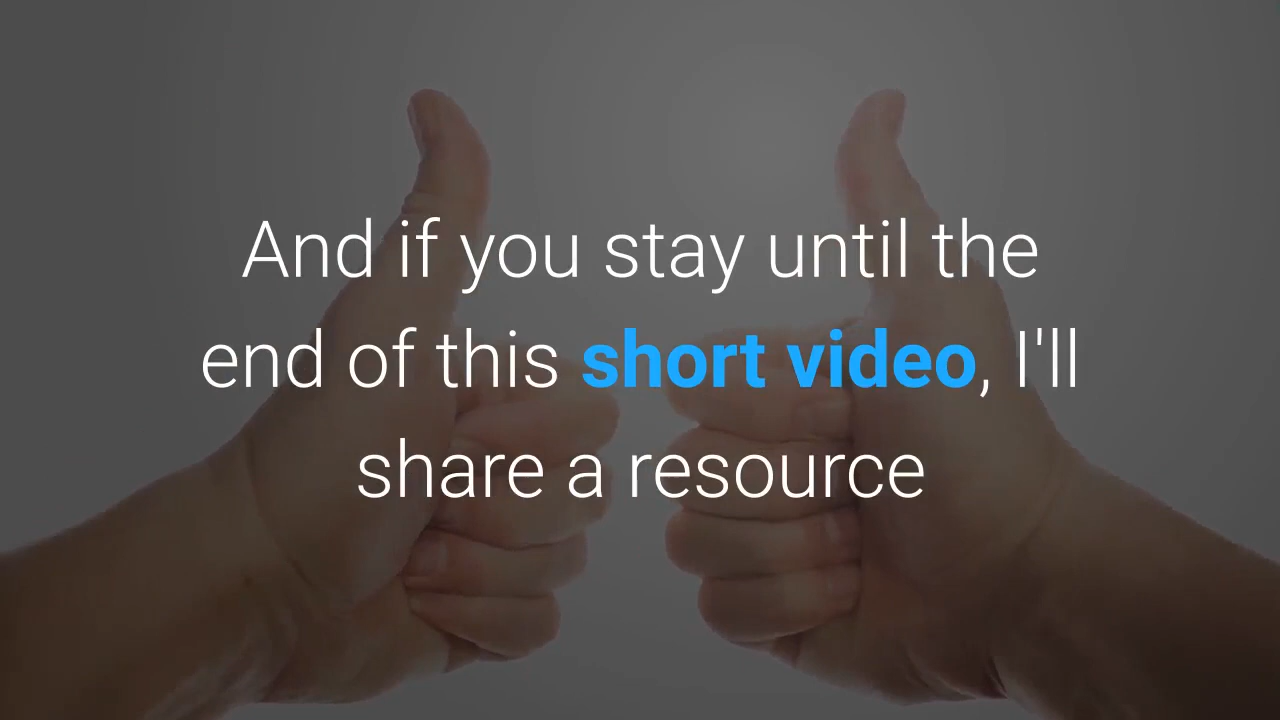 And if you stay until the
end of this short video, I'll
share a resource